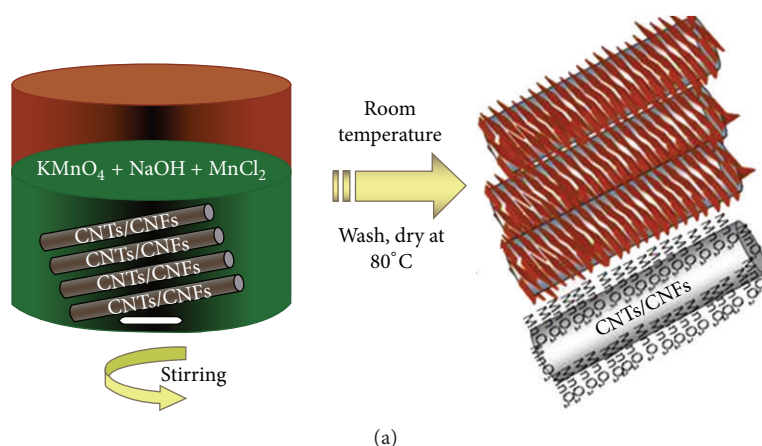 KMnO₄ + NaOH + MnCl₂
CNTs/CNFs
CNTs/CNFs
CNTs/CNFs
CNTs/CNFs
Stirring
Room
temperature
Wash, dry at
80°C
CNTs/CNFs
(a)